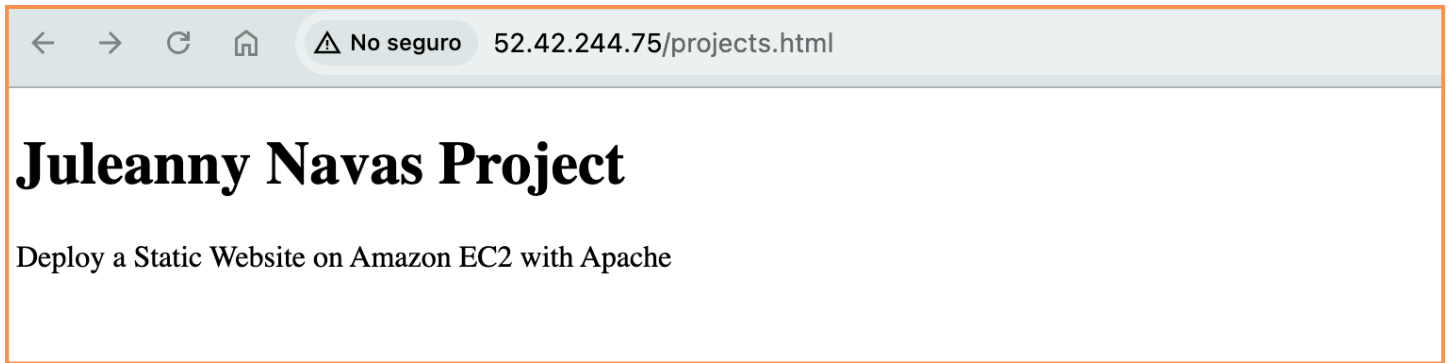 No seguro 52.42.244.75/projects.html
Juleanny Navas Project
Deploy a Static Website on Amazon EC2 with Apache